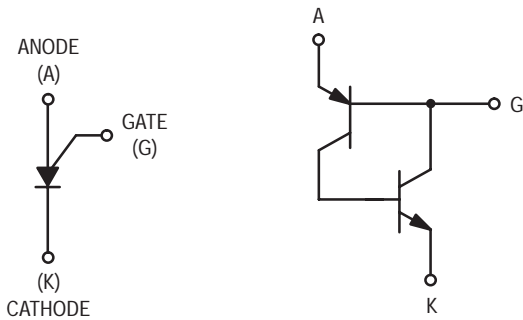 ANODE
(A)
GATE
(G)
(K)
CATHODE
A
G
K